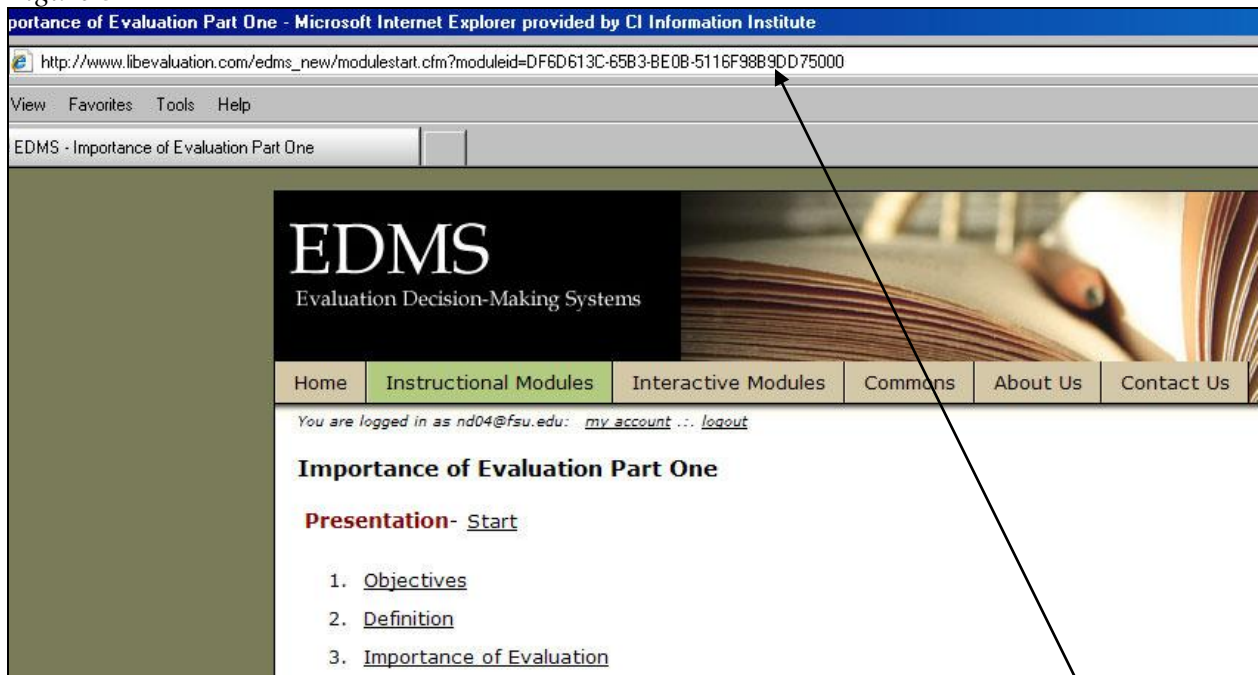 portance of Evaluation Part One - Microsoft Internet Explorer provided by CI Information Institute
http://www.libevaluation.com/edms_new/modulestart.cfm?moduleid=DF6D613C-65B3-BE0B-5116F98B9DD75000
View Favorites Tools Help
EDMS - Importance of Evaluation Part One
EDMS
Evaluation Decision-Making Systems
Home Instructional Modules Interactive Modules Commons About Us Contact Us
You are logged in as nd04@fsu.edu: my account .:. logout
Importance of Evaluation Part One
Presentation- Start
1. Objectives
2. Definition
3. Importance of Evaluation